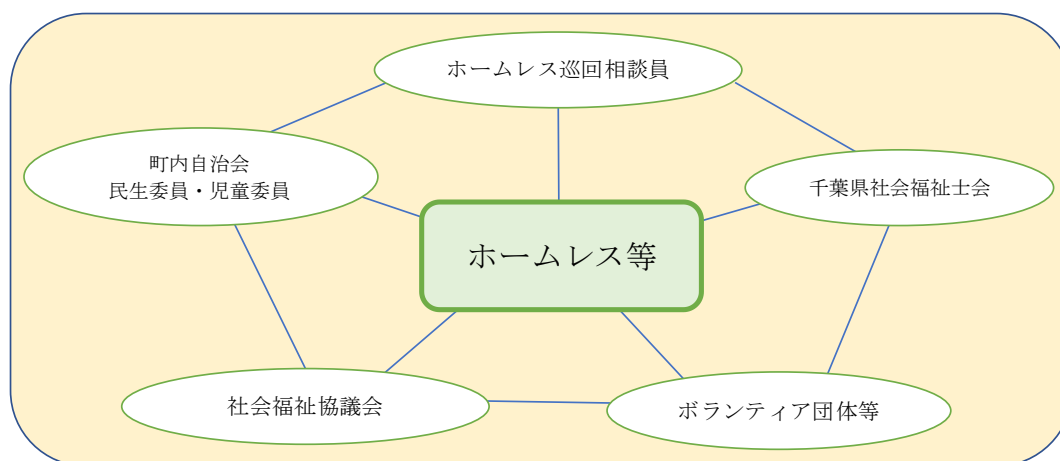 ホームレス巡回相談員
町内自治会
民生委員・児童委員
千葉県社会福祉士会
ホームレス等
社会福祉協議会
ボランティア団体等